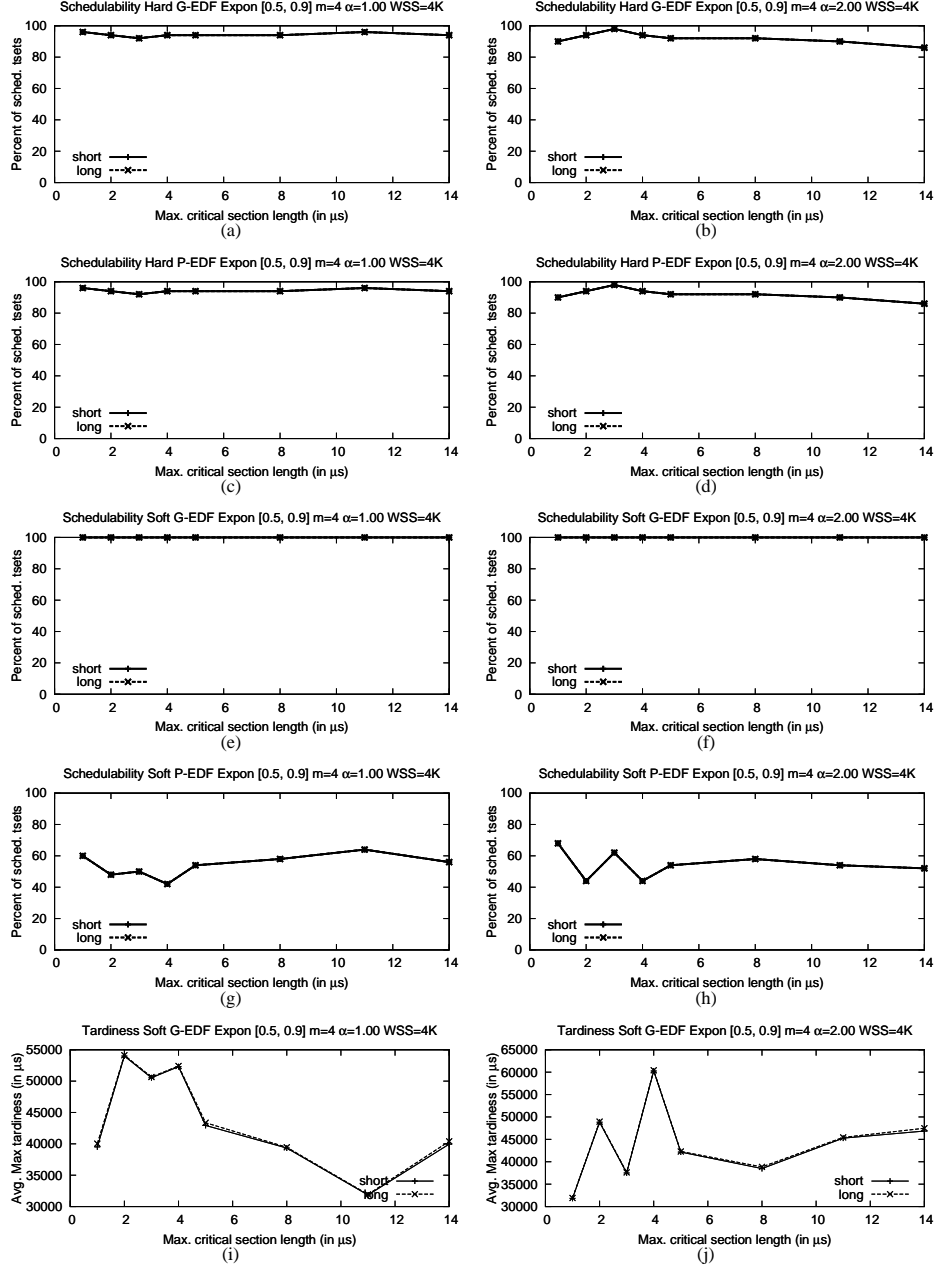 Schedulability Hard G-EDF Expon [0.5, 0.9] m=4 α=1.00 WSS=4K
Percent of sched. tsets
100
80
60
40
20
0
short
long
0 2 4 6 8 10 12 14
Max. critical section length (in µs)
(a)
Schedulability Hard G-EDF Expon [0.5, 0.9] m=4 α=2.00 WSS=4K
Percent of sched. tsets
100
80
60
40
20
0
short
long
0 2 4 6 8 10 12 14
Max. critical section length (in µs)
(b)
Schedulability Hard P-EDF Expon [0.5, 0.9] m=4 α=1.00 WSS=4K
Percent of sched. tsets
100
80
60
40
20
0
short
long
0 2 4 6 8 10 12 14
Max. critical section length (in µs)
(c)
Schedulability Hard P-EDF Expon [0.5, 0.9] m=4 α=2.00 WSS=4K
Percent of sched. tsets
100
80
60
40
20
0
short
long
0 2 4 6 8 10 12 14
Max. critical section length (in µs)
(d)
Schedulability Soft G-EDF Expon [0.5, 0.9] m=4 α=1.00 WSS=4K
Percent of sched. tsets
100
80
60
40
20
0
short
long
0 2 4 6 8 10 12 14
Max. critical section length (in µs)
(e)
Schedulability Soft G-EDF Expon [0.5, 0.9] m=4 α=2.00 WSS=4K
Percent of sched. tsets
100
80
60
40
20
0
short
long
0 2 4 6 8 10 12 14
Max. critical section length (in µs)
(f)
Schedulability Soft P-EDF Expon [0.5, 0.9] m=4 α=1.00 WSS=4K
Percent of sched. tsets
100
80
60
40
20
0
short
long
0 2 4 6 8 10 12 14
Max. critical section length (in µs)
(g)
Schedulability Soft P-EDF Expon [0.5, 0.9] m=4 α=2.00 WSS=4K
Percent of sched. tsets
100
80
60
40
20
0
short
long
0 2 4 6 8 10 12 14
Max. critical section length (in µs)
(h)
Tardiness Soft G-EDF Expon [0.5, 0.9] m=4 α=1.00 WSS=4K
Avg. Max tardiness (in µs)
55000
50000
45000
40000
35000
30000
short
long
0 2 4 6 8 10 12 14
Max. critical section length (in µs)
(i)
Tardiness Soft G-EDF Expon [0.5, 0.9] m=4 α=2.00 WSS=4K
Avg. Max tardiness (in µs)
65000
60000
55000
50000
45000
40000
35000
30000
short
long
0 2 4 6 8 10 12 14
Max. critical section length (in µs)
(j)